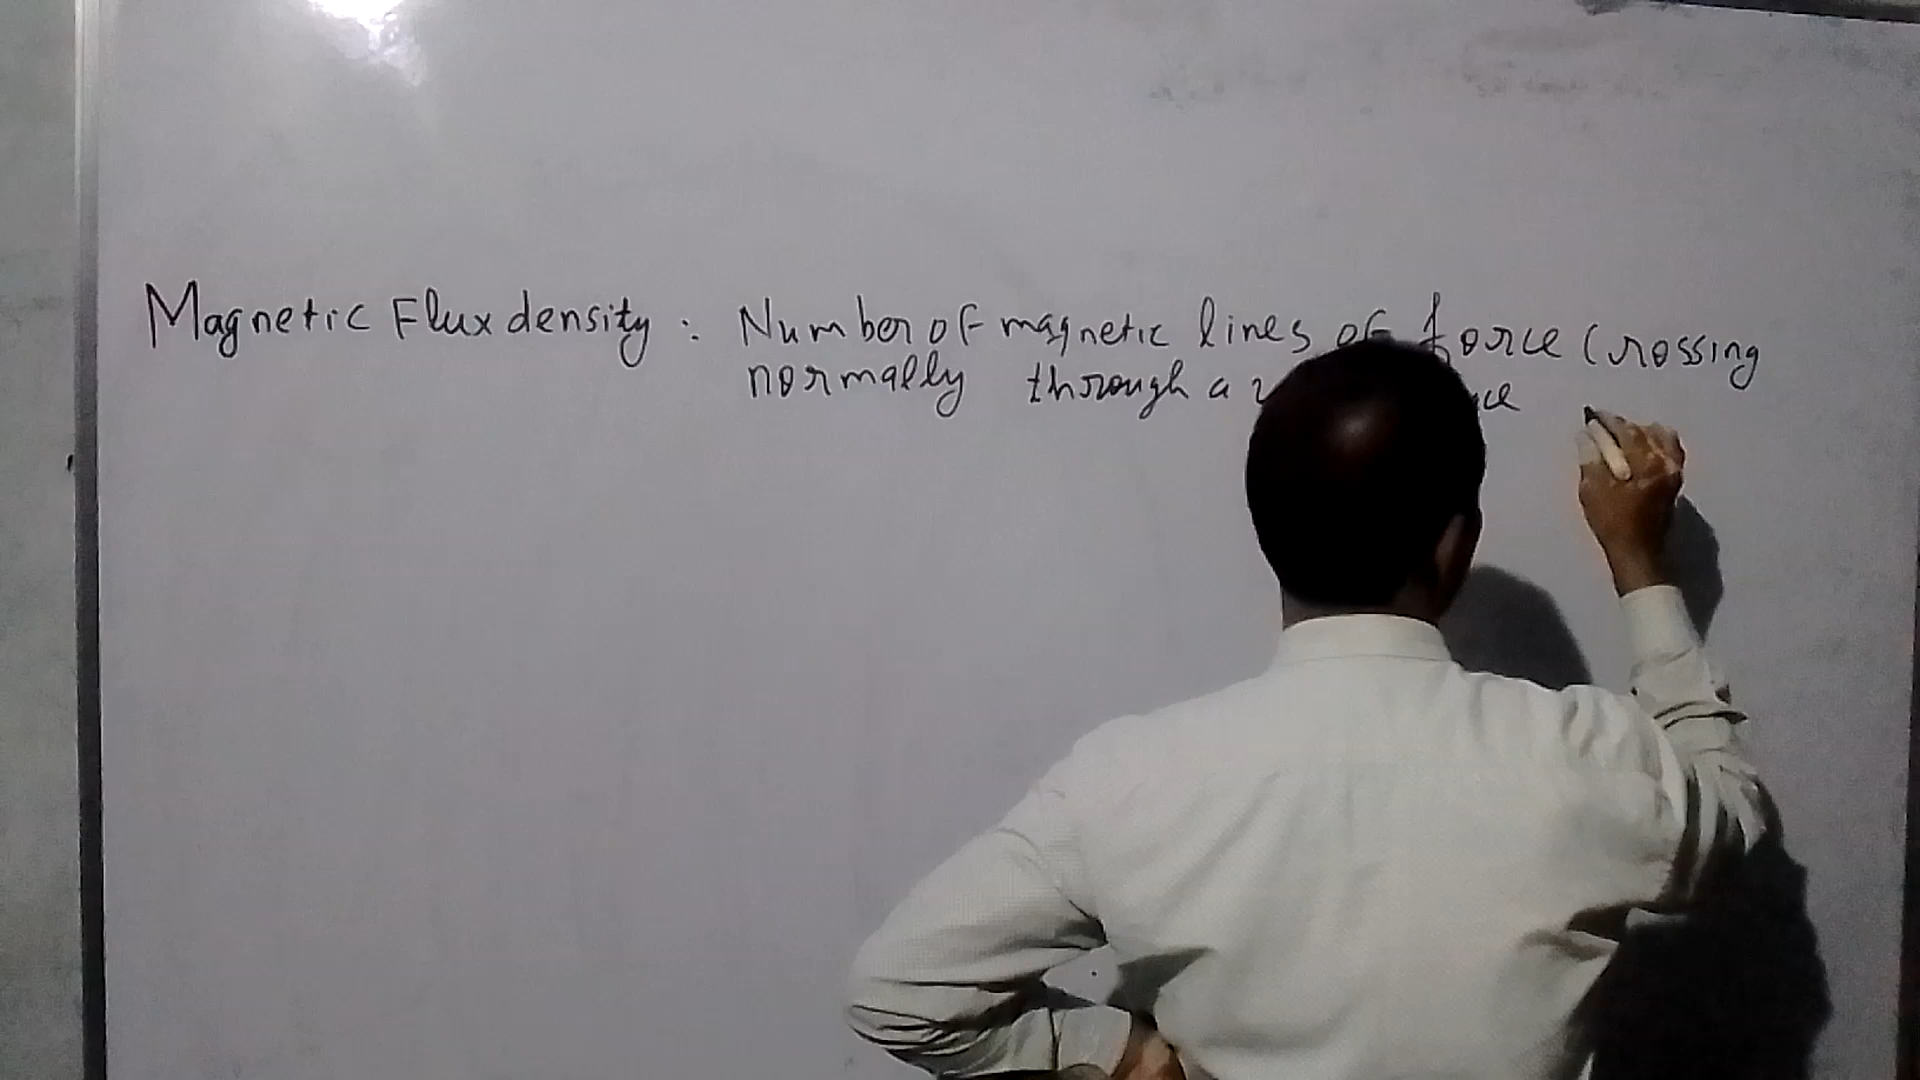 Magnetic Flux density : Number of magnetic lines of force Crossing
normally through a